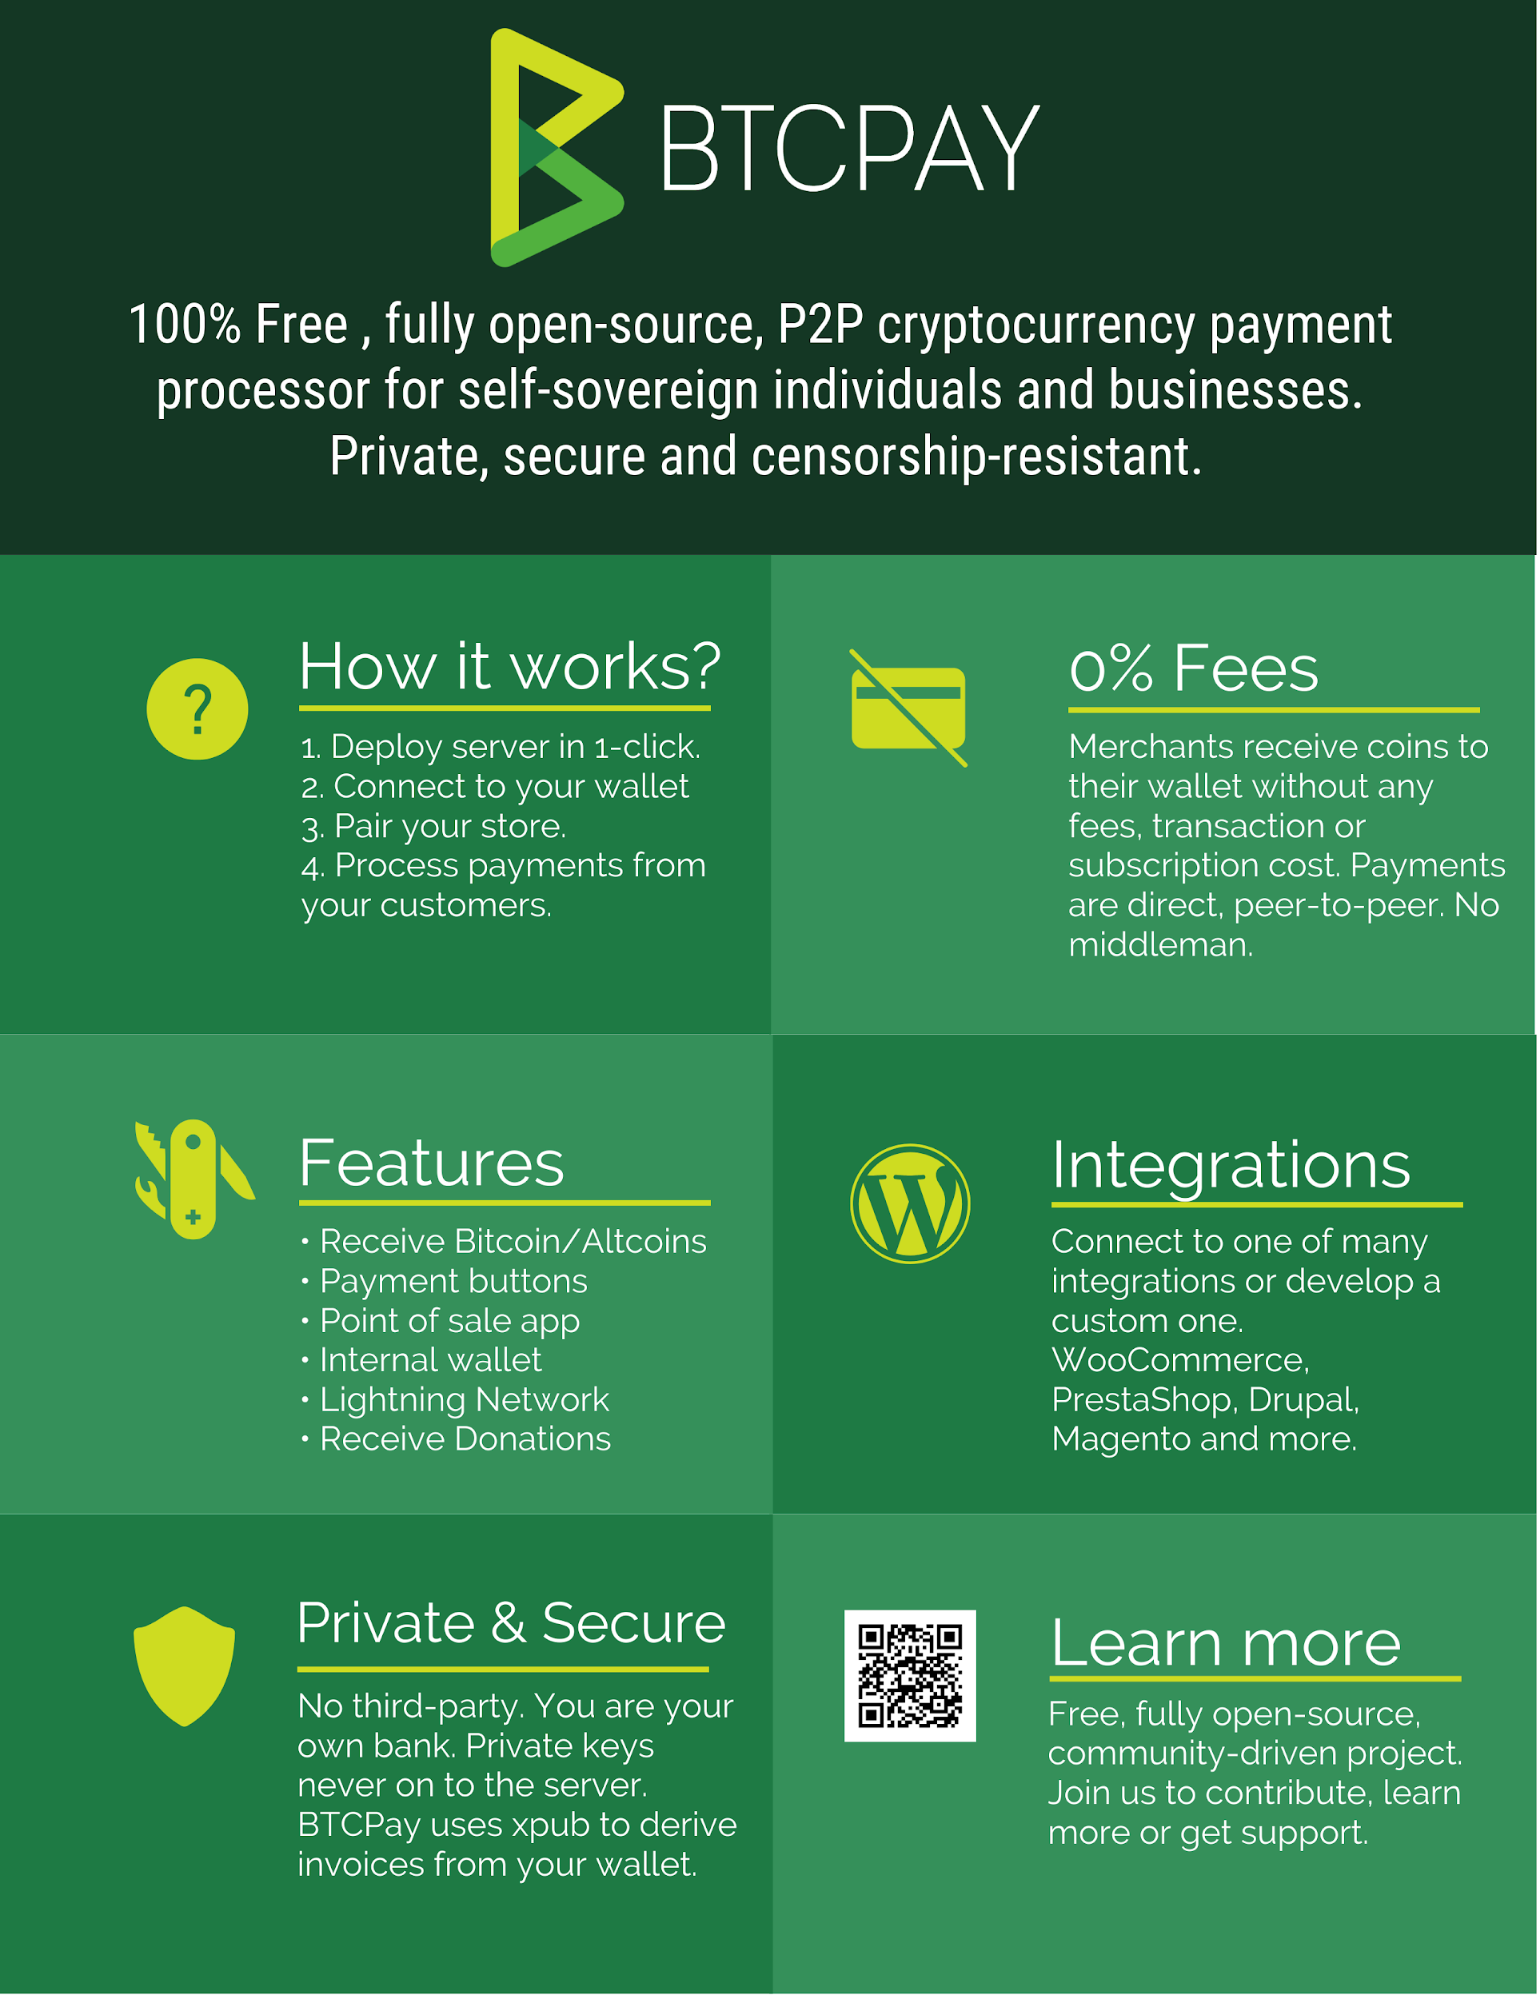 BTCPAY
100% Free , fully open-source, P2P cryptocurrency payment
processor for self-sovereign individuals and businesses.
Private, secure and censorship-resistant.
?
How it works?
1. Deploy server in 1-click.
2. Connect to your wallet
3. Pair your store.
4. Process payments from
your customers.
0% Fees
Merchants receive coins to
their wallet without any
fees, transaction or
subscription cost. Payments
are direct, peer-to-peer. No
middleman.
Features
• Receive Bitcoin/Altcoins
• Payment buttons
• Point of sale app
• Internal wallet
• Lightning Network
• Receive Donations
W
Integrations
Connect to one of many
integrations or develop a
custom one.
WooCommerce,
PrestaShop, Drupal,
Magento and more.
Private & Secure
No third-party. You are your
own bank. Private keys
never on to the server.
BTCPay uses xpub to derive
invoices from your wallet.
Learn more
Free, fully open-source,
community-driven project.
Join us to contribute, learn
more or get support.